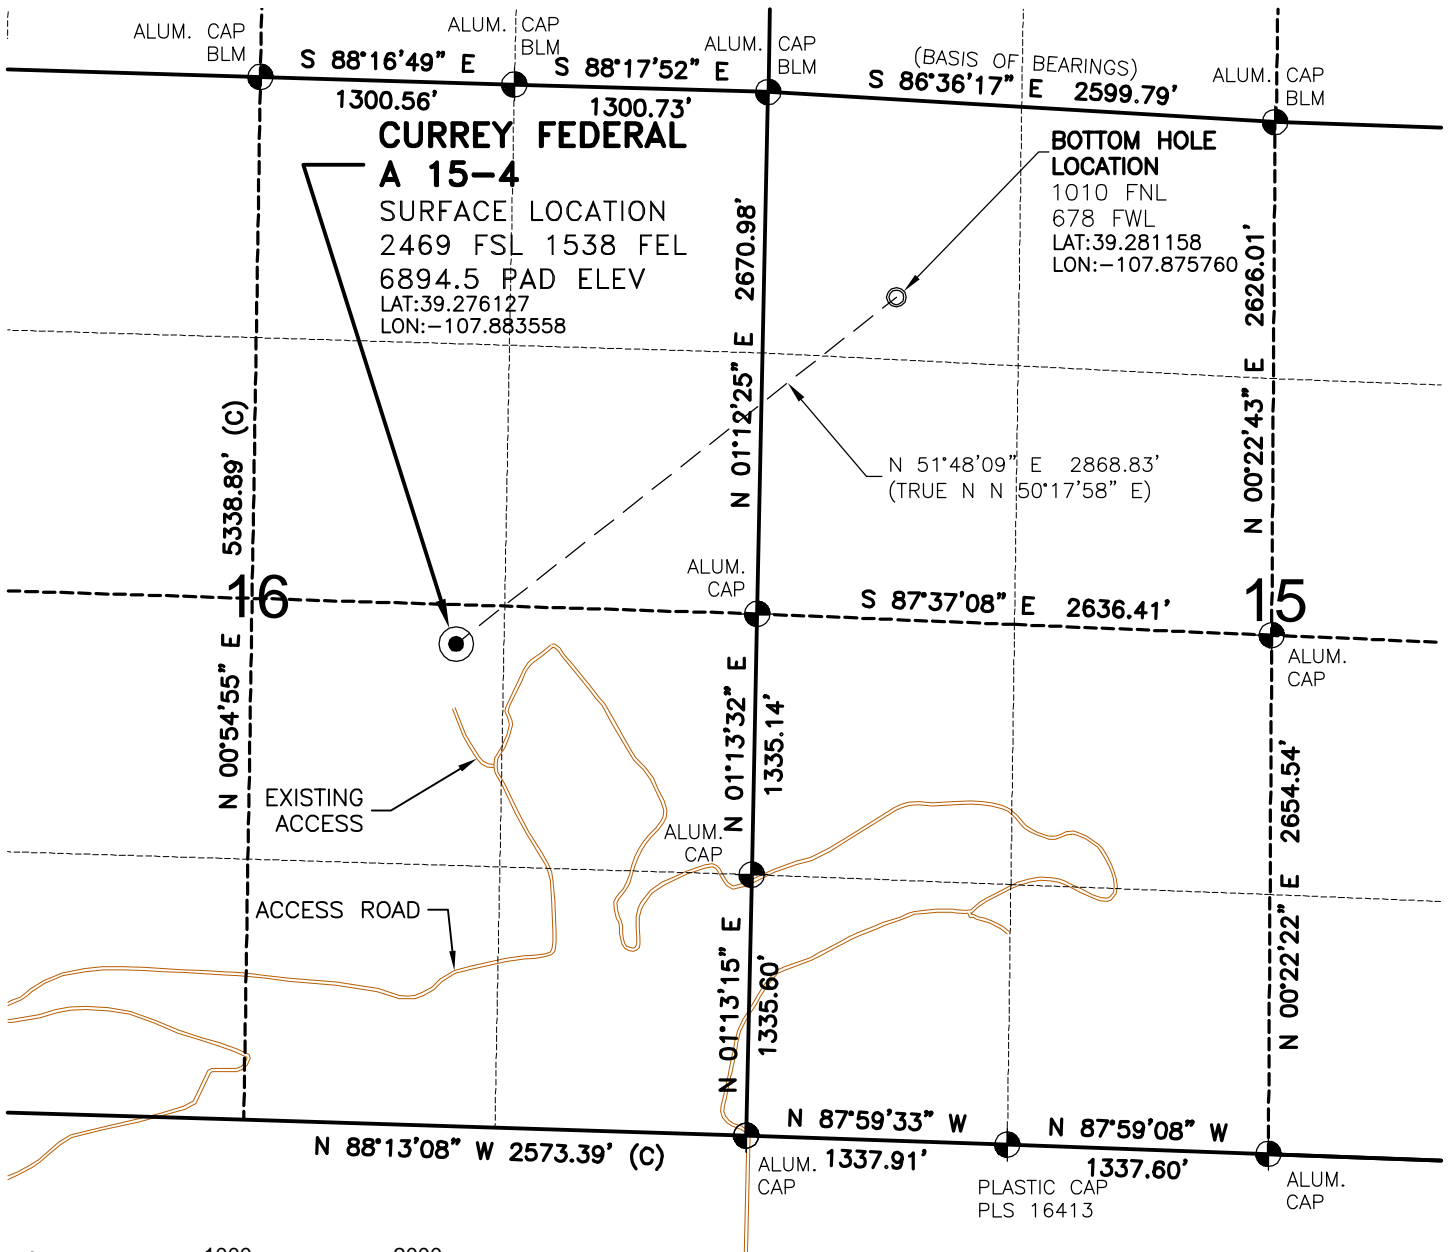 ALUM. CAP
BLM
ALUM. CAP
BLM
ALUM. CAP
BLM
(BASIS OF BEARINGS)
ALUM. CAP
BLM
S 88°16'49" E
1300.56'
S 88°17'52" E
1300.73'
S 86°36'17" E 2599.79'
CURREY FEDERAL
A 15-4
SURFACE LOCATION
2469 FSL 1538 FEL
6894.5 PAD ELEV
LAT:39.276127
LON:-107.883558
BOTTOM HOLE
LOCATION
1010 FNL
678 FWL
LAT:39.281158
LON:-107.875760
N 01°12'25" E 2670.98'
N 00°22'43" E 2626.01'
N 00°54'55" E 5338.89' (C)
N 51°48'09" E 2868.83'
(TRUE N N 50°17'58" E)
16
ALUM.
CAP
S 87°37'08" E 2636.41'
15
ALUM.
CAP
N 01°13'32" E
1335.14'
EXISTING
ACCESS
ALUM.
CAP
N 00°22'22" E 2654.54'
ACCESS ROAD
N 01°13'15" E
1335.60'
N 88°13'08" W 2573.39' (C)
N 87°59'33" W
1337.91'
N 87°59'08" W
1337.60'
ALUM.
CAP
PLASTIC CAP
PLS 16413
ALUM.
CAP
1000 2000